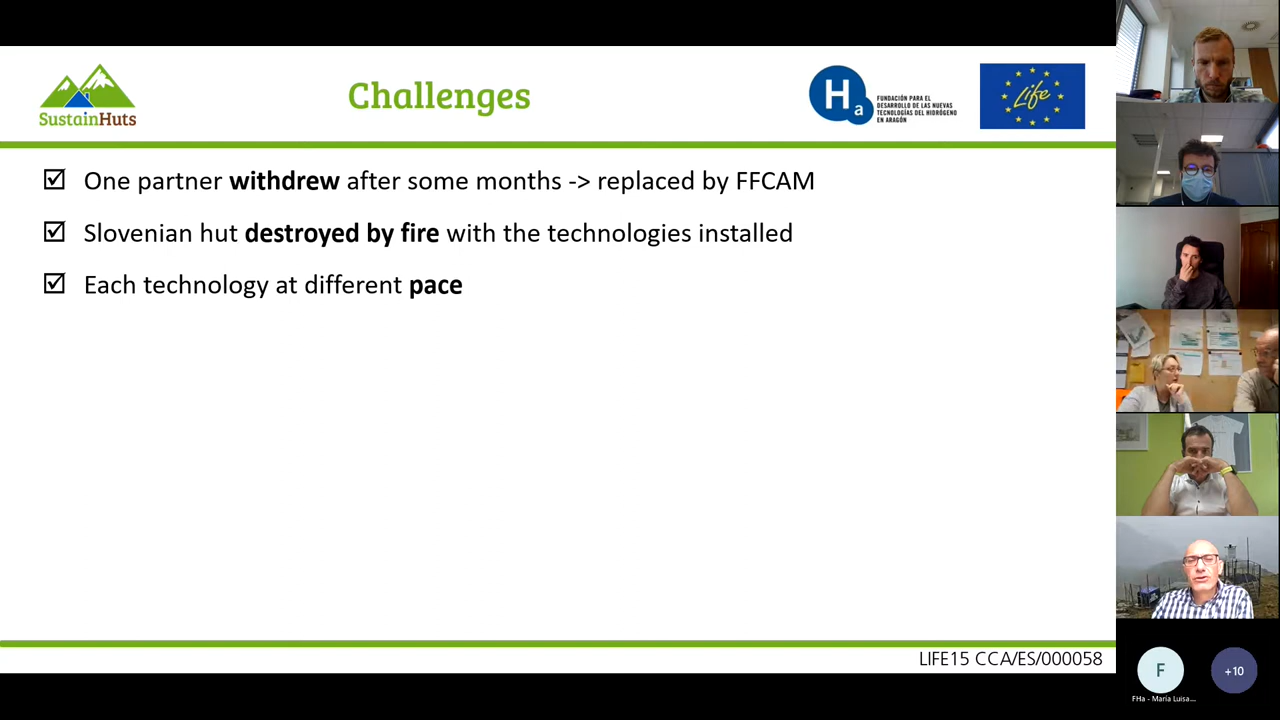 SustainHuts
Challenges
Ha
FUNDACIÓN PARA EL
DESARROLLO DE LAS NUEVAS
TECNOLOGÍAS DEL HIDRÓGENO
EN ARAGÓN
Life
One partner withdrew after some months -> replaced by FFCAM
Slovenian hut destroyed by fire with the technologies installed
Each technology at different pace
LIFE15 CCA/ES/000058
F
+10
FHa - María Luisa...